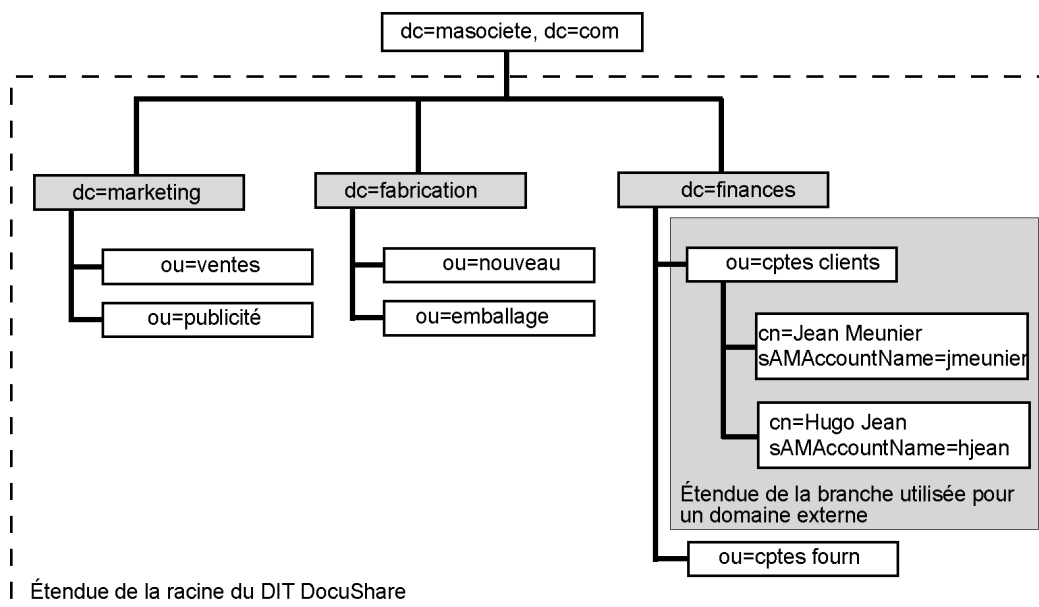 dc=masociete, dc=com
dc=marketing
dc=fabrication
dc=finances
ou=ventes
ou=nouveau
ou=cptes clients
ou=publicité
ou=emballage
cn=Jean Meunier
sAMAccountName=jmeunier
cn=Hugo Jean
sAMAccountName=hjean
Étendue de la branche utilisée pour
un domaine externe
ou=cptes fourn
Étendue de la racine du DIT DocuShare